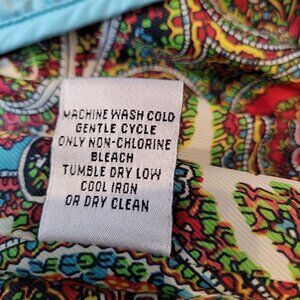 MACHINE WASH COLD
GENTLE CYCLE
ONLY NON-CHLORINE
BLEACH
TUMBLE DRY LOW
COOL IRON
OR DRY CLEAN